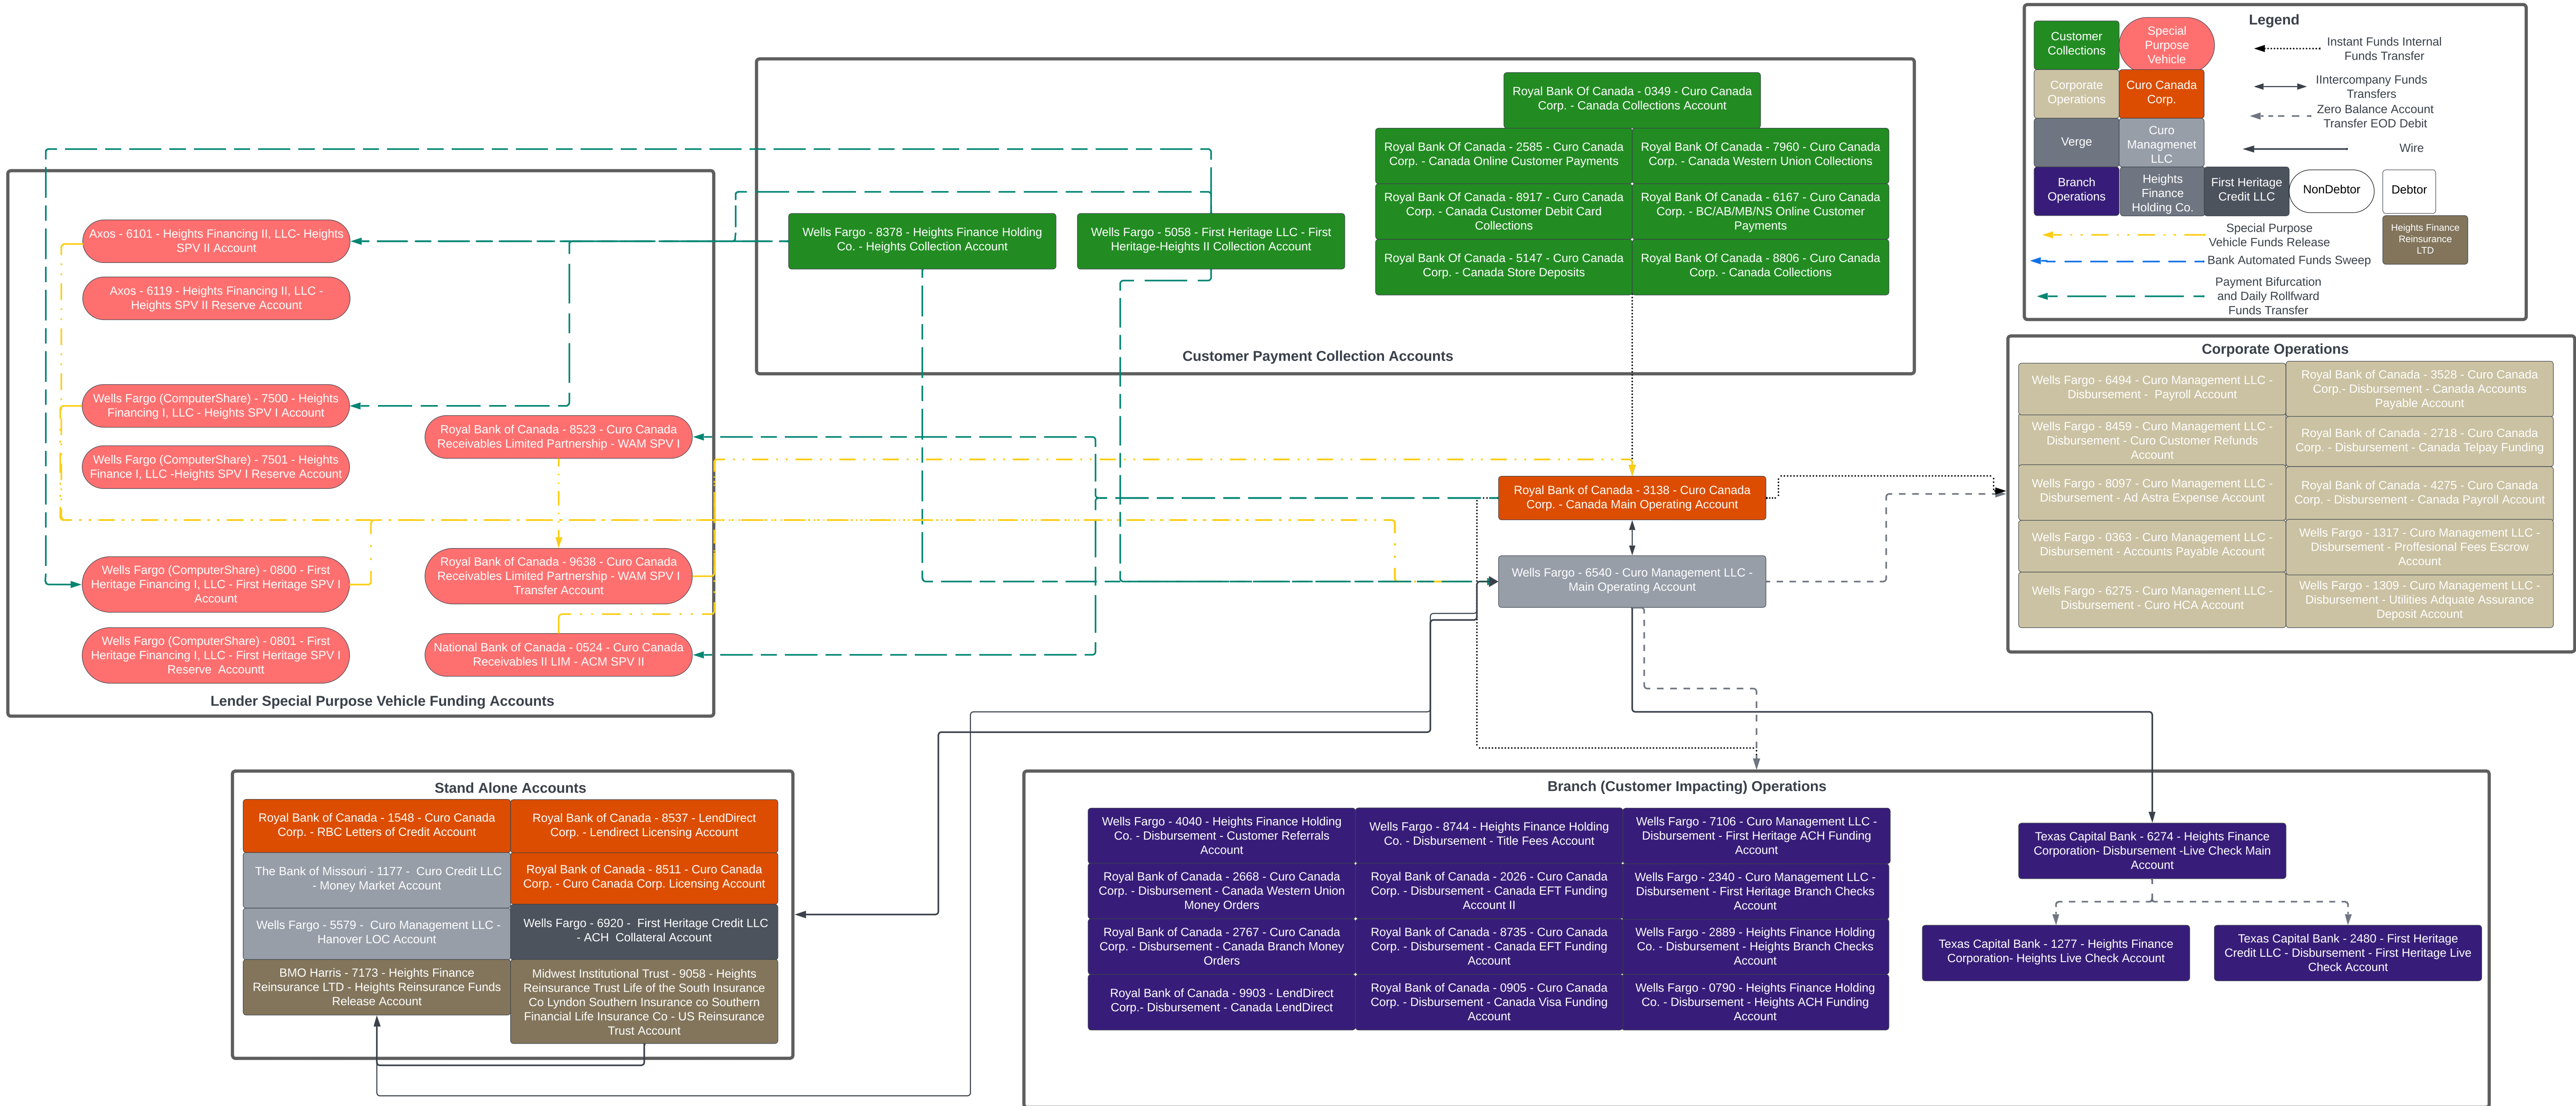 Legend
Customer
Collections
Special
Purpose
Vehicle
Instant Funds Internal
Funds Transfer
Corporate
Operations
Curo Canada
Corp.
IIntercompany Funds
Transfers
Zero Balance Account
Transfer EOD Debit
Verge
Curo
Managmenet
LLC
Wire
Branch
Operations
Heights
Finance
Holding Co.
First Heritage
Credit LLC
NonDebtor
Debtor
Special Purpose
Vehicle Funds Release
Heights Finance
Reinsurance
LTD
Bank Automated Funds Sweep
Payment Bifurcation
and Daily Rollfward
Funds Transfer
Royal Bank Of Canada - 0349 - Curo Canada
Corp. - Canada Collections Account
Royal Bank Of Canada - 2585 - Curo Canada
Corp. - Canada Online Customer Payments
Royal Bank Of Canada - 7960 - Curo Canada
Corp. - Canada Western Union Collections
Royal Bank Of Canada - 8917 - Curo Canada
Corp. - Canada Customer Debit Card
Collections
Royal Bank Of Canada - 6167 - Curo Canada
Corp. - BC/AB/MB/NS Online Customer
Payments
Royal Bank Of Canada - 5147 - Curo Canada
Corp. - Canada Store Deposits
Royal Bank Of Canada - 8806 - Curo Canada
Corp. - Canada Collections
Wells Fargo - 8378 - Heights Finance Holding
Co. - Heights Collection Account
Wells Fargo - 5058 - First Heritage LLC - First
Heritage-Heights II Collection Account
Customer Payment Collection Accounts
Axos - 6101 - Heights Financing II, LLC- Heights
SPV II Account
Axos - 6119 - Heights Financing II, LLC -
Heights SPV II Reserve Account
Wells Fargo (ComputerShare) - 7500 - Heights
Financing I, LLC - Heights SPV I Account
Wells Fargo (ComputerShare) - 7501 - Heights
Finance I, LLC -Heights SPV I Reserve Account
Royal Bank of Canada - 8523 - Curo Canada
Receivables Limited Partnership - WAM SPV I
Wells Fargo (ComputerShare) - 0800 - First
Heritage Financing I, LLC - First Heritage SPV I
Account
Royal Bank of Canada - 9638 - Curo Canada
Receivables Limited Partnership - WAM SPV I
Transfer Account
Wells Fargo (ComputerShare) - 0801 - First
Heritage Financing I, LLC - First Heritage SPV I
Reserve  Accountt
National Bank of Canada - 0524 - Curo Canada
Receivables II LIM - ACM SPV II
Lender Special Purpose Vehicle Funding Accounts
Royal Bank of Canada - 3138 - Curo Canada
Corp. - Canada Main Operating Account
Wells Fargo - 6540 - Curo Management LLC -
Main Operating Account
Corporate Operations
Wells Fargo - 6494 - Curo Management LLC -
Disbursement -  Payroll Account
Royal Bank of Canada - 3528 - Curo Canada
Corp.- Disbursement - Canada Accounts
Payable Account
Wells Fargo - 8459 - Curo Management LLC -
Disbursement - Curo Customer Refunds
Account
Royal Bank of Canada - 2718 - Curo Canada
Corp. - Disbursement - Canada Telpay Funding
Wells Fargo - 8097 - Curo Management LLC -
Disbursement - Ad Astra Expense Account
Royal Bank of Canada - 4275 - Curo Canada
Corp. - Disbursement - Canada Payroll Account
Wells Fargo - 0363 - Curo Management LLC -
Disbursement - Accounts Payable Account
Wells Fargo - 1317 - Curo Management LLC -
Disbursement - Proffesional Fees Escrow
Account
Wells Fargo - 6275 - Curo Management LLC -
Disbursement - Curo HCA Account
Wells Fargo - 1309 - Curo Management LLC -
Disbursement - Utilities Adquate Assurance
Deposit Account
Stand Alone Accounts
Royal Bank of Canada - 1548 - Curo Canada
Corp. - RBC Letters of Credit Account
Royal Bank of Canada - 8537 - LendDirect
Corp. - Lendirect Licensing Account
The Bank of Missouri - 1177 -  Curo Credit LLC
- Money Market Account
Royal Bank of Canada - 8511 - Curo Canada
Corp. - Curo Canada Corp. Licensing Account
Wells Fargo - 5579 -  Curo Management LLC -
Hanover LOC Account
Wells Fargo - 6920 -  First Heritage Credit LLC
- ACH  Collateral Account
BMO Harris - 7173 - Heights Finance
Reinsurance LTD - Heights Reinsurance Funds
Release Account
Midwest Institutional Trust - 9058 - Heights
Reinsurance Trust Life of the South Insurance
Co Lyndon Southern Insurance co Southern
Financial Life Insurance Co - US Reinsurance
Trust Account
Branch (Customer Impacting) Operations
Wells Fargo - 4040 - Heights Finance Holding
Co. - Disbursement - Customer Referrals
Account
Wells Fargo - 8744 - Heights Finance Holding
Co. - Disbursement - Title Fees Account
Wells Fargo - 7106 - Curo Management LLC -
Disbursement - First Heritage ACH Funding
Account
Royal Bank of Canada - 2668 - Curo Canada
Corp. - Disbursement - Canada Western Union
Money Orders
Royal Bank of Canada - 2026 - Curo Canada
Corp. - Disbursement - Canada EFT Funding
Account II
Wells Fargo - 2340 - Curo Management LLC -
Disbursement - First Heritage Branch Checks
Account
Royal Bank of Canada - 2767 - Curo Canada
Corp. - Disbursement - Canada Branch Money
Orders
Royal Bank of Canada - 8735 - Curo Canada
Corp. - Disbursement - Canada EFT Funding
Account
Wells Fargo - 2889 - Heights Finance Holding
Co. - Disbursement - Heights Branch Checks
Account
Royal Bank of Canada - 9903 - LendDirect
Corp.- Disbursement - Canada LendDirect
Royal Bank of Canada - 0905 - Curo Canada
Corp. - Disbursement - Canada Visa Funding
Account
Wells Fargo - 0790 - Heights Finance Holding
Co. - Disbursement - Heights ACH Funding
Account
Texas Capital Bank - 6274 - Heights Finance
Corporation- Disbursement -Live Check Main
Account
Texas Capital Bank - 1277 - Heights Finance
Corporation- Heights Live Check Account
Texas Capital Bank - 2480 - First Heritage
Credit LLC - Disbursement - First Heritage Live
Check Account